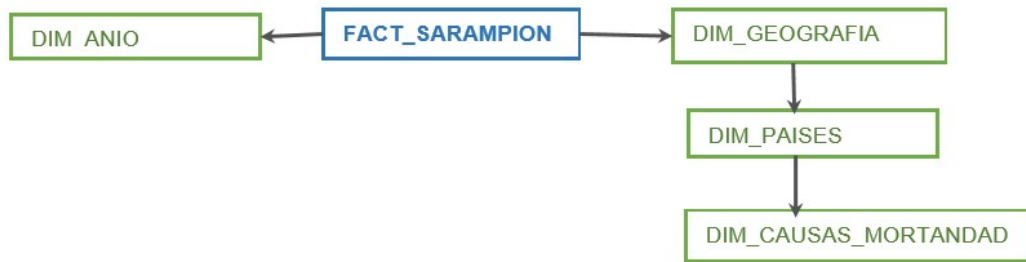 DIM ANIO
FACT_SARAMPION
DIM_GEOGRAFIA
DIM_PAISES
DIM_CAUSAS_MORTANDAD